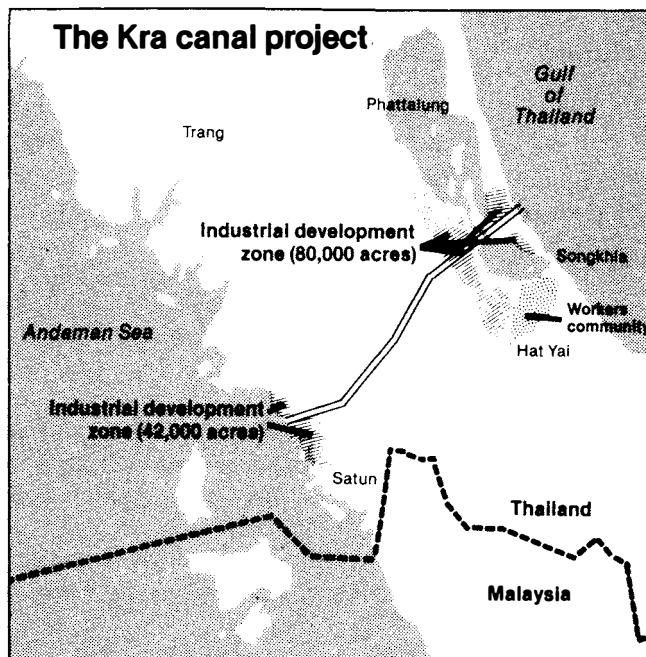 The Kra canal project
Gulf
of
Thailand
Phattalung
Trang
Industrial development
zone (80,000 acres)
Songkhla
Andaman Sea
Workers
community
Hat Yai
Industrial development
zone (42,000 acres)
Satun
Thailand
Malaysia